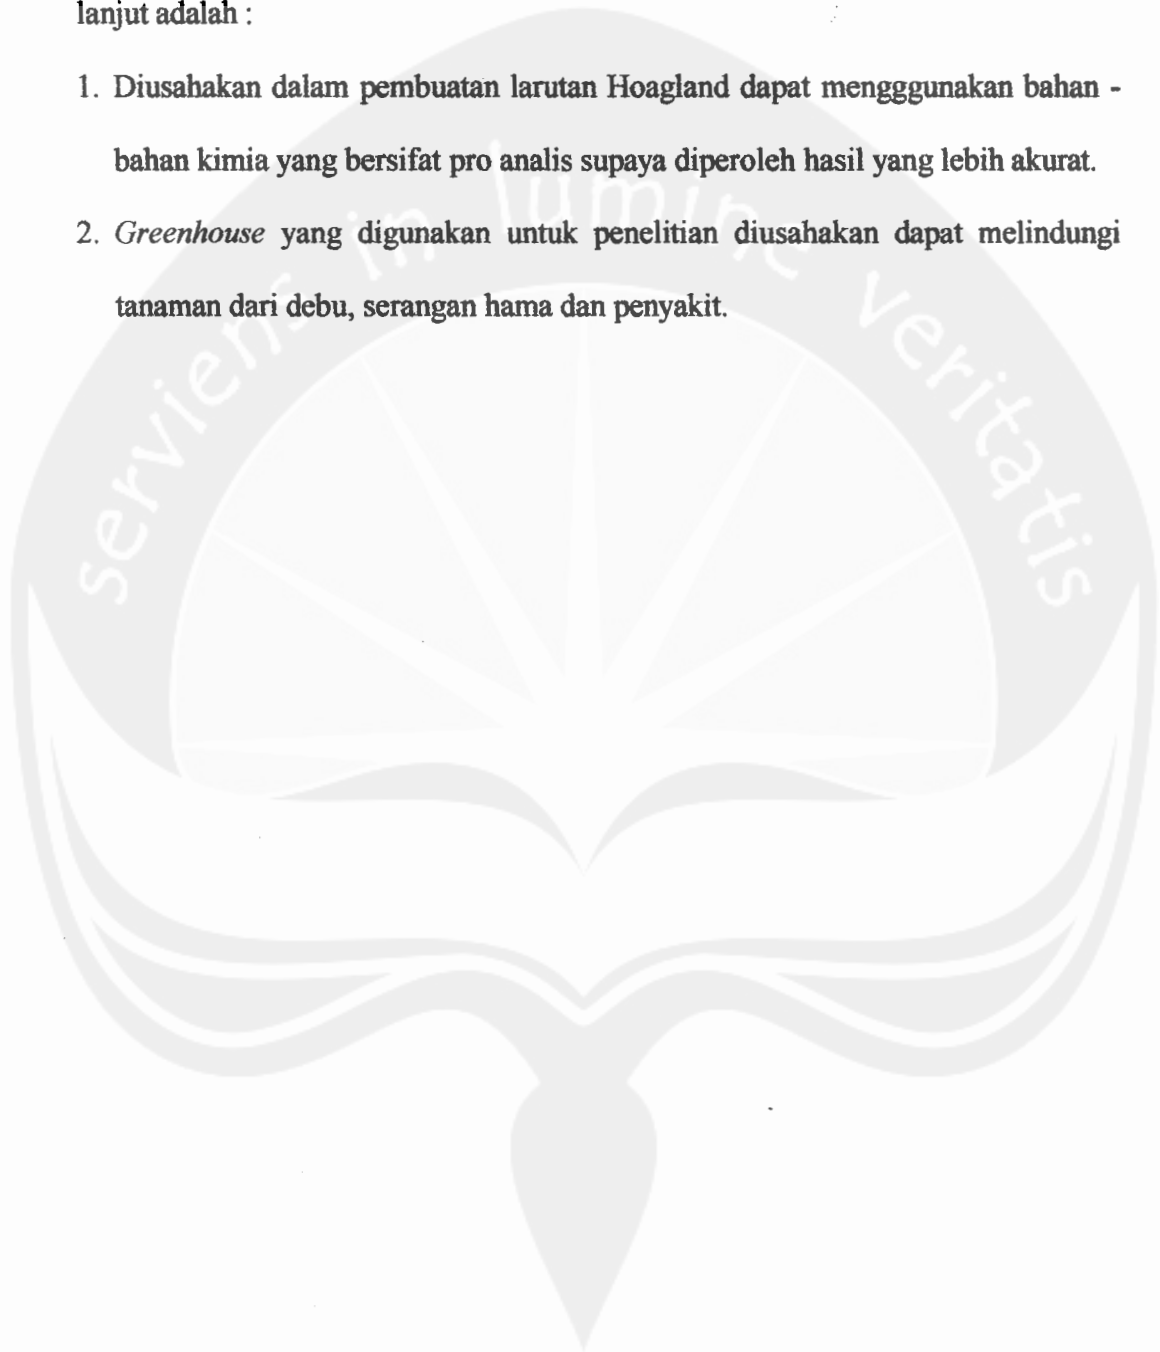 lanjut adalah :
1. Diusahakan dalam pembuatan larutan Hoagland dapat mengggunakan bahan -
bahan kimia yang bersifat pro analis supaya diperoleh hasil yang lebih akurat.
2. Greenhouse yang digunakan untuk penelitian diusahakan dapat melindungi
tanaman dari debu, serangan hama dan penyakit.
serviens in lumine veritatis